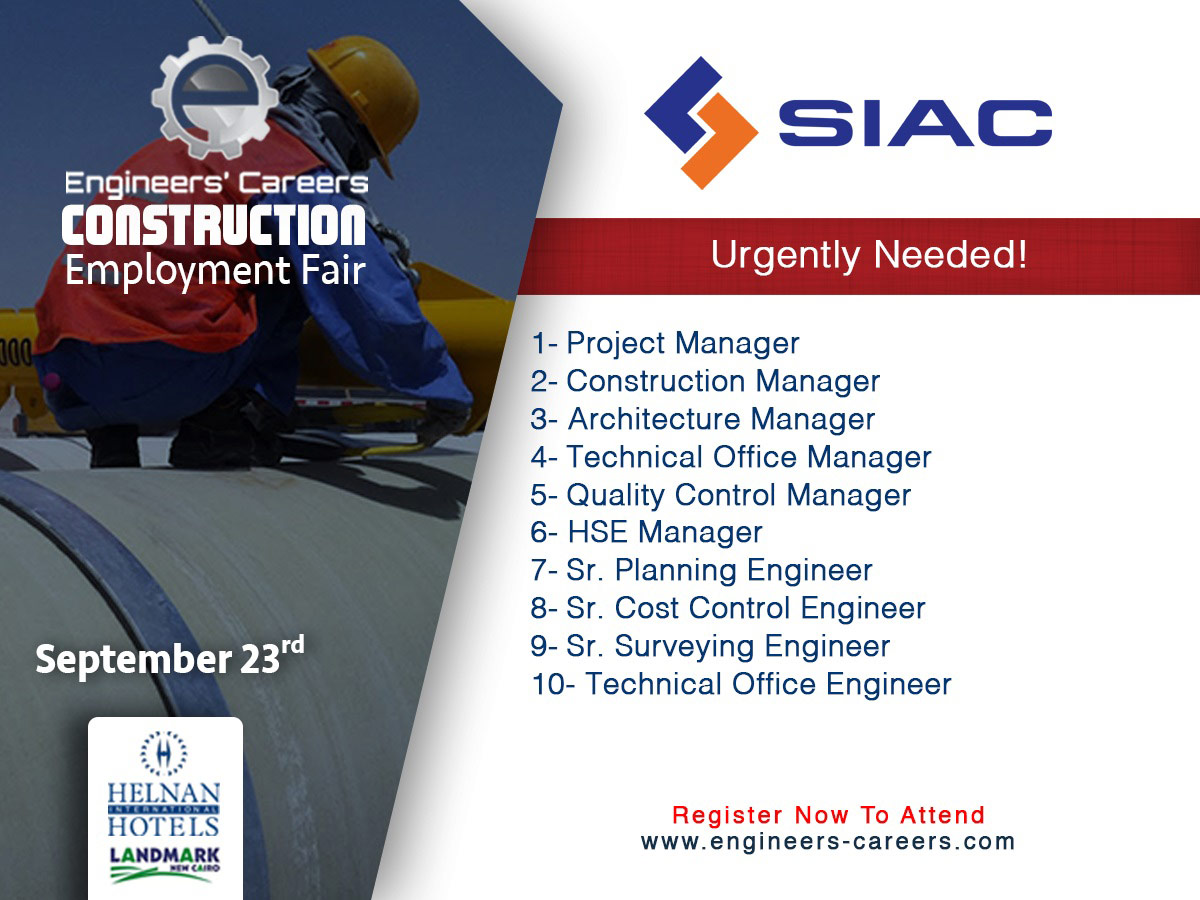 Engineers' Careers
CONSTRUCTION
Employment Fair
September 23rd
HELNAN
INTERNATIONAL
HOTELS
LANDMARK
NEW CAIRO
SIAC
Urgently Needed!
1- Project Manager
2- Construction Manager
3- Architecture Manager
4- Technical Office Manager
5- Quality Control Manager
6- HSE Manager
7- Sr. Planning Engineer
8- Sr. Cost Control Engineer
9- Sr. Surveying Engineer
10- Technical Office Engineer
Register Now To Attend
www.engineers-careers.com